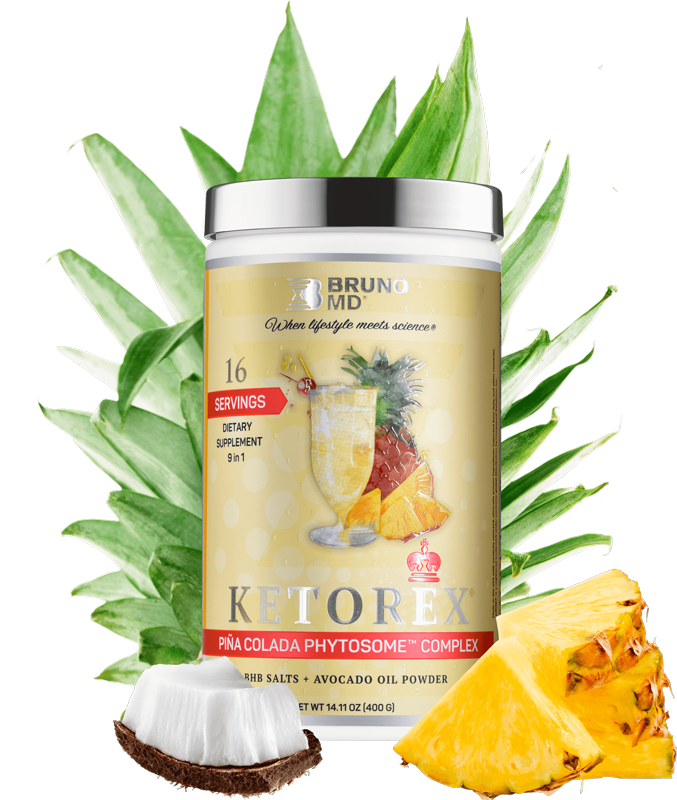 BRUNO
MD®
When lifestyle meets science®
16
SERVINGS
DIETARY
SUPPLEMENT
9 in 1
KETOREX®
PIÑA COLADA PHYTOSOME™ COMPLEX
BHB SALTS + AVOCADO OIL POWDER
NET WT 14.11 OZ (400 G)